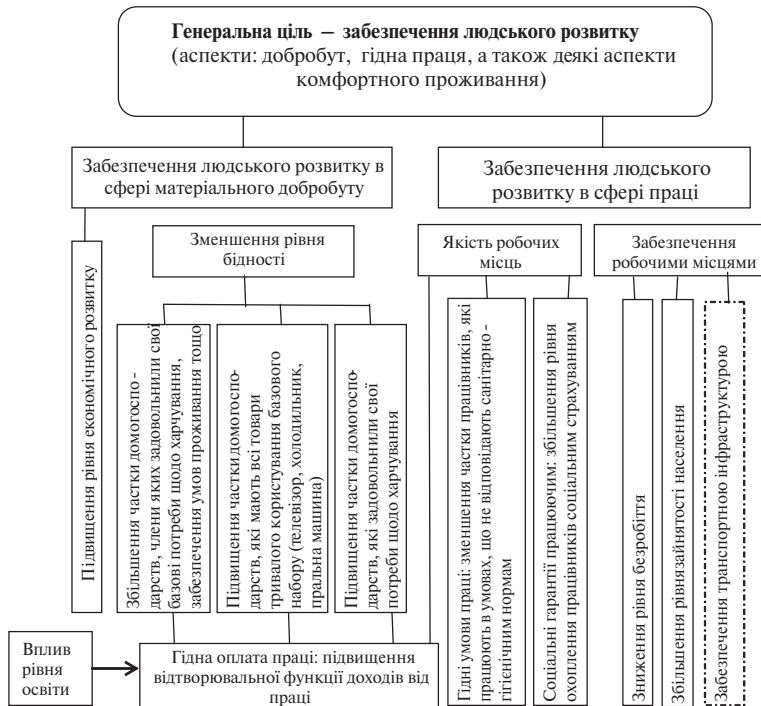 Генеральна ціль – забезпечення людського розвитку
(аспекти: добробут, гідна праця, а також деякі аспекти
комфортного проживання)
Забезпечення людського розвитку в
сфері матеріального добробуту
Забезпечення людського
розвитку в сфері праці
Зменшення рівня
бідності
Якість робочих
місць
Забезпечення
робочими місцями
Підвищення рівня економічного розвитку
Збільшення частки домогоспо -
дарств, члени яких задовольнили свої
базові потреби щодо харчування,
забезпечення умов проживання тощо
Підвищення частки домогоспо-
дарств, які мають всі товари
тривалого користування базового
набору (телевізор, холодильник,
пральна машина)
Підвищення частки домогоспо-
дарств, які задовольнили свої
потреби щодо харчування
Гідні умови праці: зменшення частки працівників, які
працюють в умовах, що не відповідають санітарно -
гігієнічним нормам
Соціальні гарантії працюючим: збільшення рівня
охоплення працівників соціальним страхуванням
Зниження рівня безробіття
Збільшення рівнязайнятості населення
Забезпечення транспортною інфраструктурою
Вплив
рівня
освіти
Гідна оплата праці: підвищення
відтворювальної функції доходів від
праці